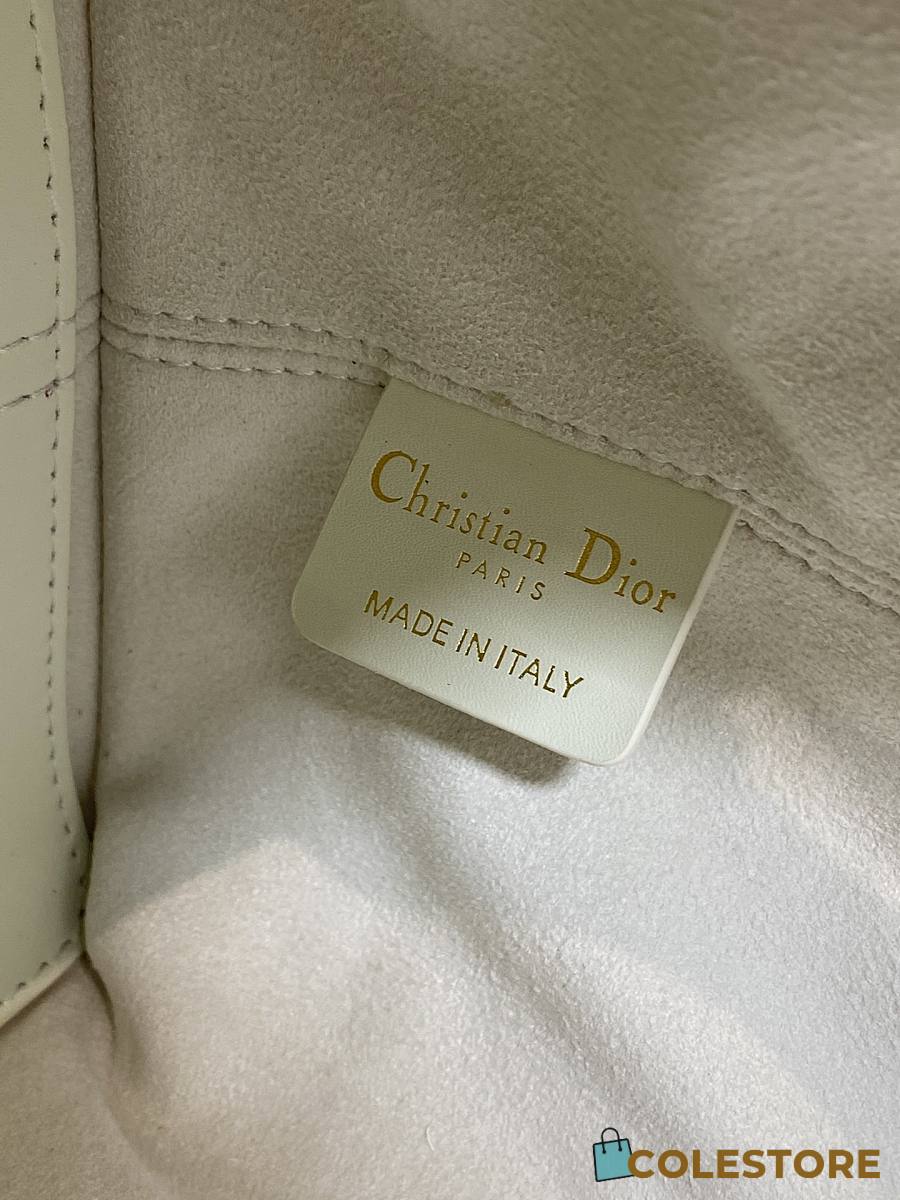 Christian Dior
PARIS
MADE IN ITALY
COLESTORE